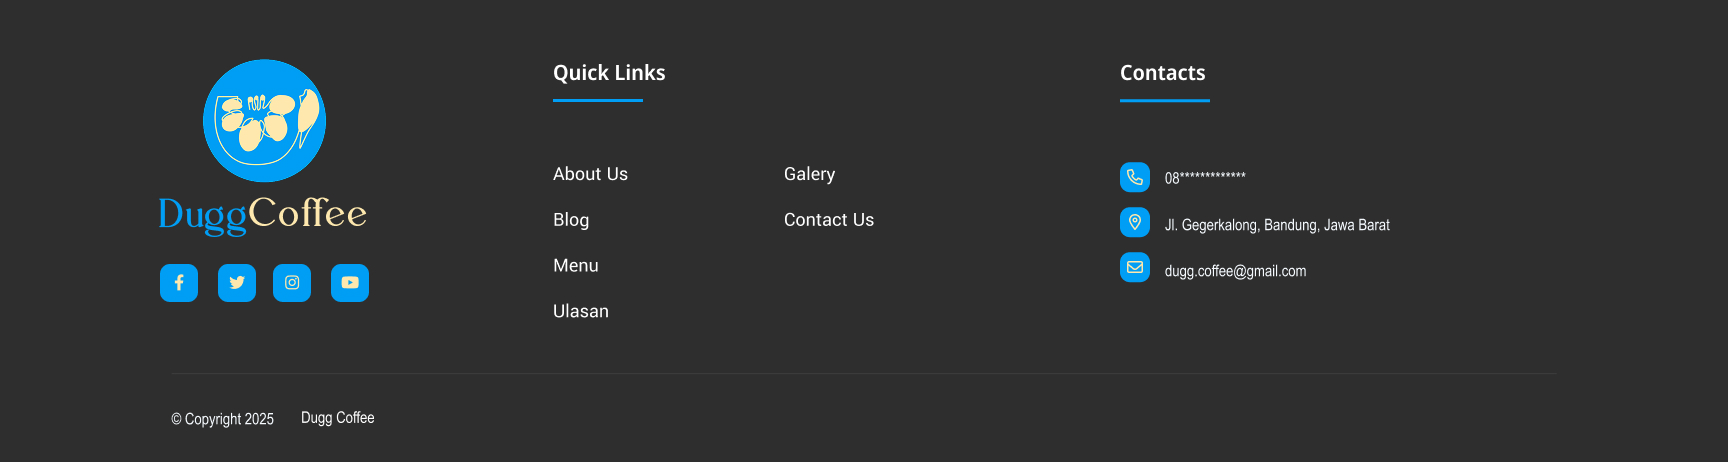 DuggCoffee
Quick Links
About Us
Blog
Menu
Ulasan
Galery
Contact Us
Contacts
08*************
Jl. Gegerkalong, Bandung, Jawa Barat
dugg.coffee@gmail.com
© Copyright 2025
Dugg Coffee